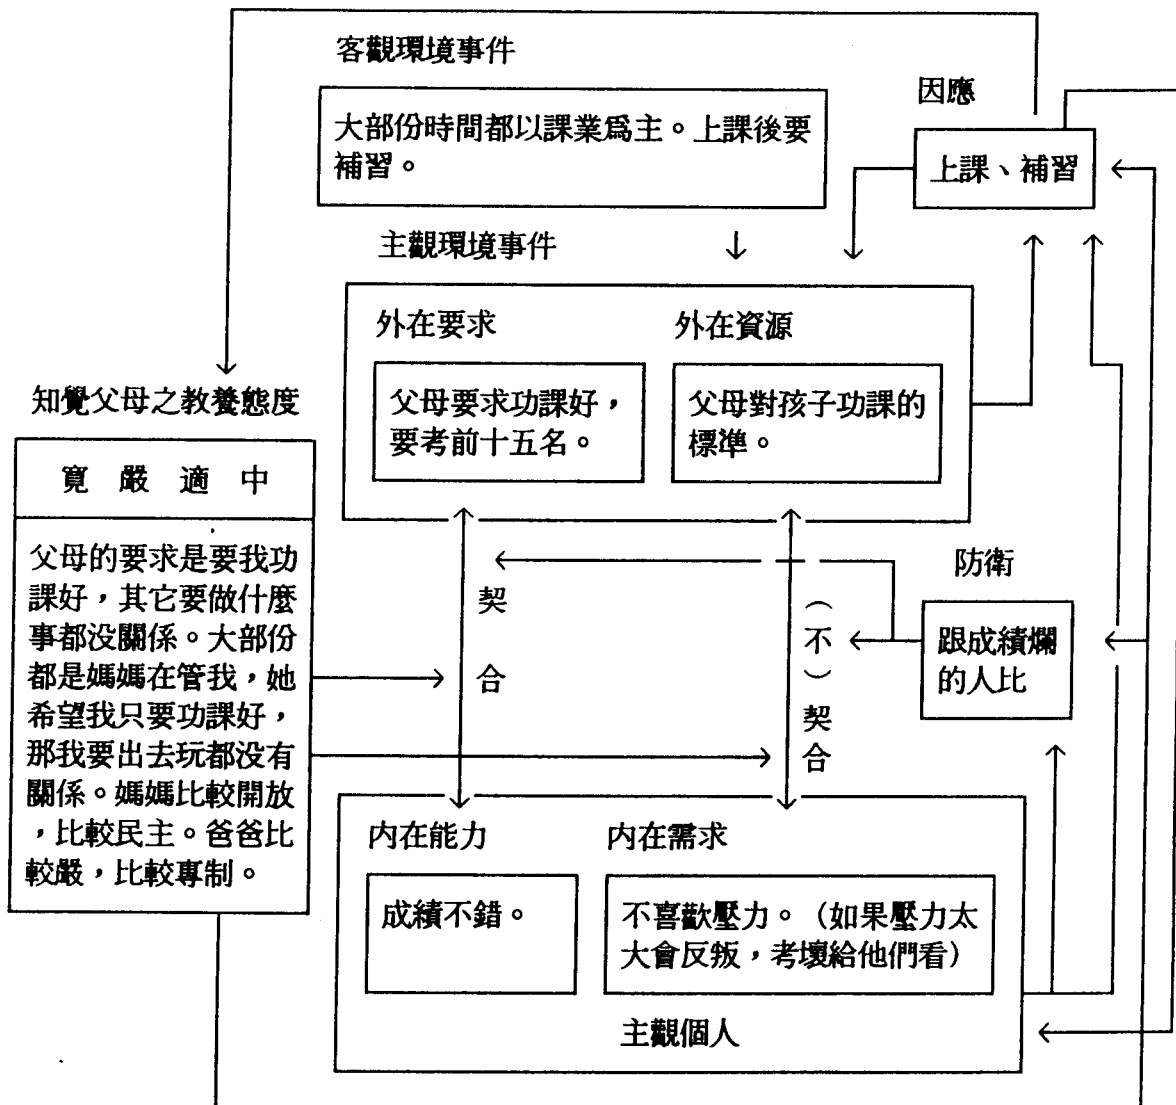 客觀環境事件
大部份時間都以課業爲主。上課後要
補習。
因應
上課、補習
主觀環境事件
外在要求
父母要求功課好，
要考前十五名。
外在資源
父母對孩子功課的
標準。
知覺父母之教養態度
寛嚴適中
父母的要求是要我功
課好，其它要做什麼
事都没關係。大部份
都是媽媽在管我，她
希望我只要功課好，
那我要出去玩都没有
關係。媽媽比較開放
，比較民主。爸爸比
較嚴，比較專制。
契合
（不）契合
防衛
跟成績爛
的人比
内在能力
成績不錯。
内在需求
不喜歡壓力。（如果壓力太
大會反叛，考壞給他們看）
主觀個人